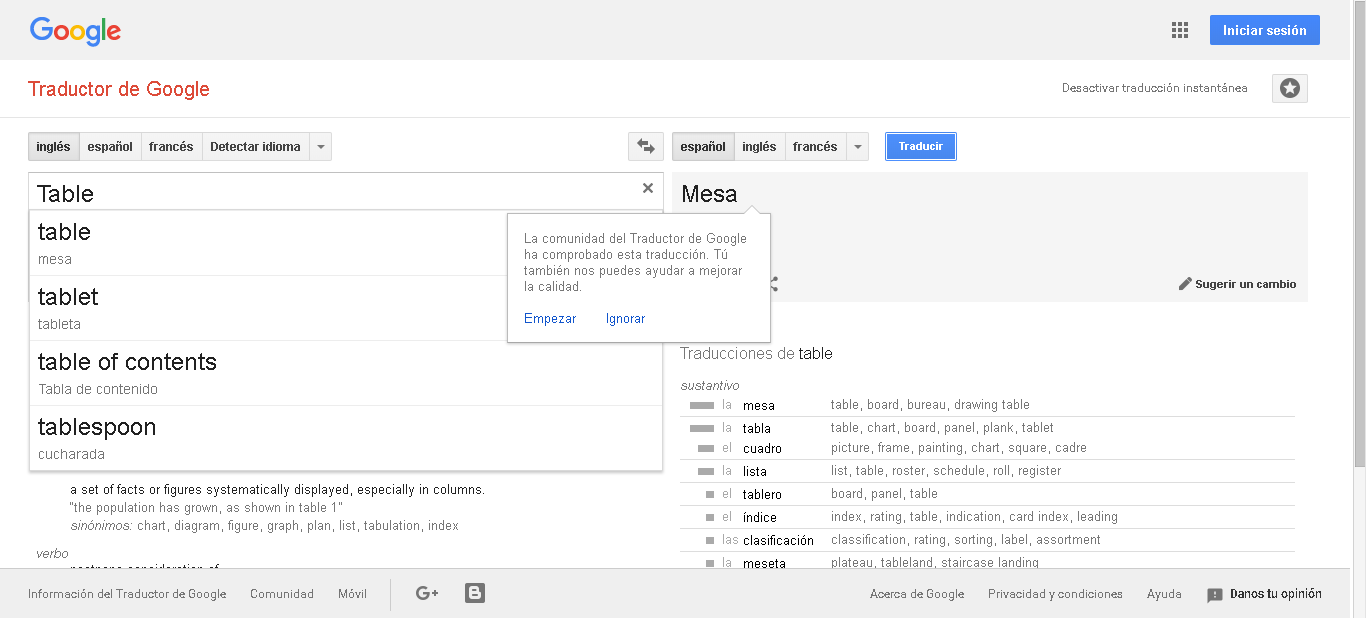 Google
Iniciar sesión
Traductor de Google
Desactivar traducción instantánea
inglés español francés Detectar idioma
español inglés francés Traducir
Table
Mesa
table
mesa
tablet
tableta
table of contents
Tabla de contenido
tablespoon
cucharada
La comunidad del Traductor de Google
ha comprobado esta traducción. Tú
también nos puedes ayudar a mejorar
la calidad.
Empezar Ignorar
Sugerir un cambio
a set of facts or figures systematically displayed, especially in columns.
"the population has grown, as shown in table 1"
sinónimos: chart, diagram, figure, graph, plan, list, tabulation, index
verbo
postpone consideration of
Traducciones de table
sustantivo
la mesa table, board, bureau, drawing table
la tabla table, chart, board, panel, plank, tablet
el cuadro picture, frame, painting, chart, square, cadre
la lista list, table, roster, schedule, roll, register
el tablero board, panel, table
el índice index, rating, table, indication, card index, leading
las clasificación classification, rating, sorting, label, assortment
la meseta plateau, tableland, staircase landing
Información del Traductor de Google Comunidad Móvil G+ B Acerca de Google Privacidad y condiciones Ayuda Danos tu opinión